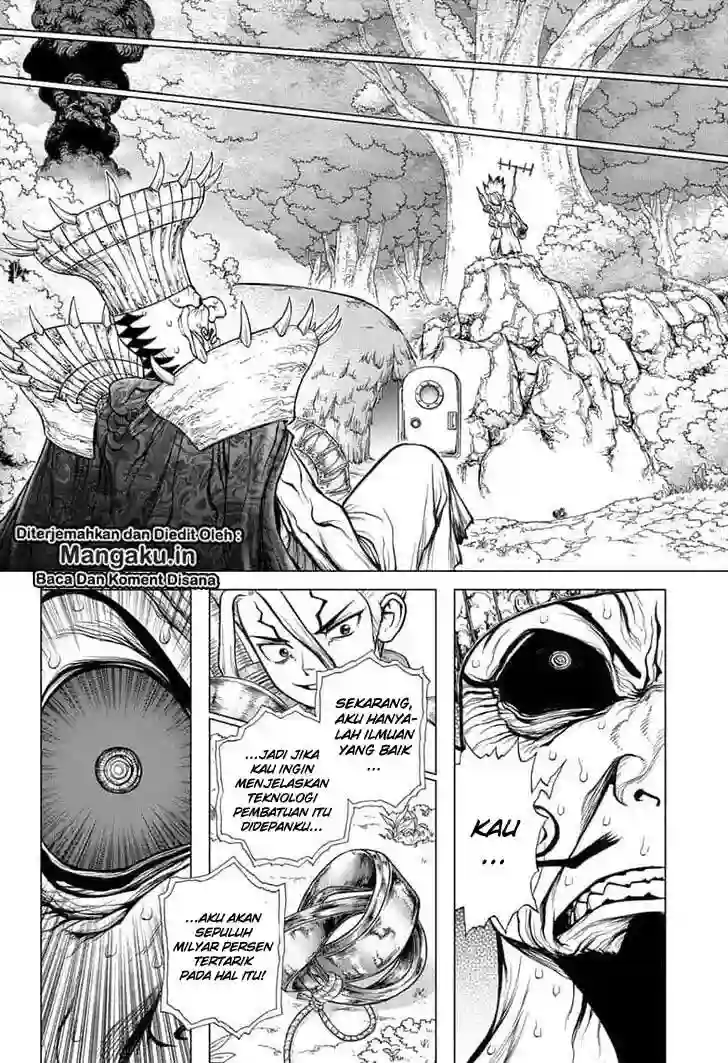 Diterjemahkan dan Diedit Oleh :
Mangaku.in
Baca Dan Koment Disana
KAU
...
SEKARANG,
AKU HANYA-
LAH ILMUAN
YANG BAIK
...
...JADI JIKA
KAU INGIN
MENJELASKAN
TEKNOLOGI
PEMBATUAN ITU
DIDEPANKU...
...AKU AKAN
SEPULUH
MILYAR PERSEN
TERTARIK
PADA HAL ITU!